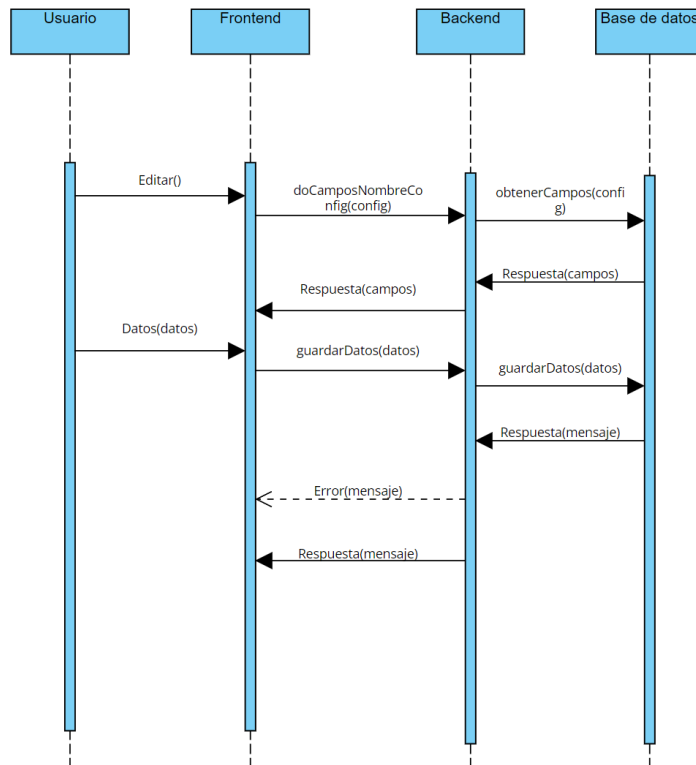 Usuario
Frontend
Backend
Base de datos
Editar()
doCamposNombreCo
nfig(config)
obtenerCampos(confi
g)
Respuesta(campos)
Respuesta(campos)
Datos(datos)
guardarDatos(datos)
guardarDatos(datos)
Respuesta(mensaje)
Error(mensaje)
Respuesta(mensaje)